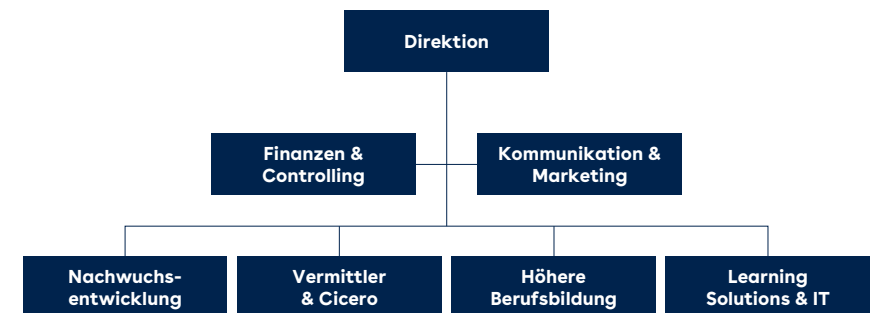 Direktion
Finanzen &
Controlling
Kommunikation &
Marketing
Nachwuchs-
entwicklung
Vermittler
& Cicero
Höhere
Berufsbildung
Learning
Solutions & IT